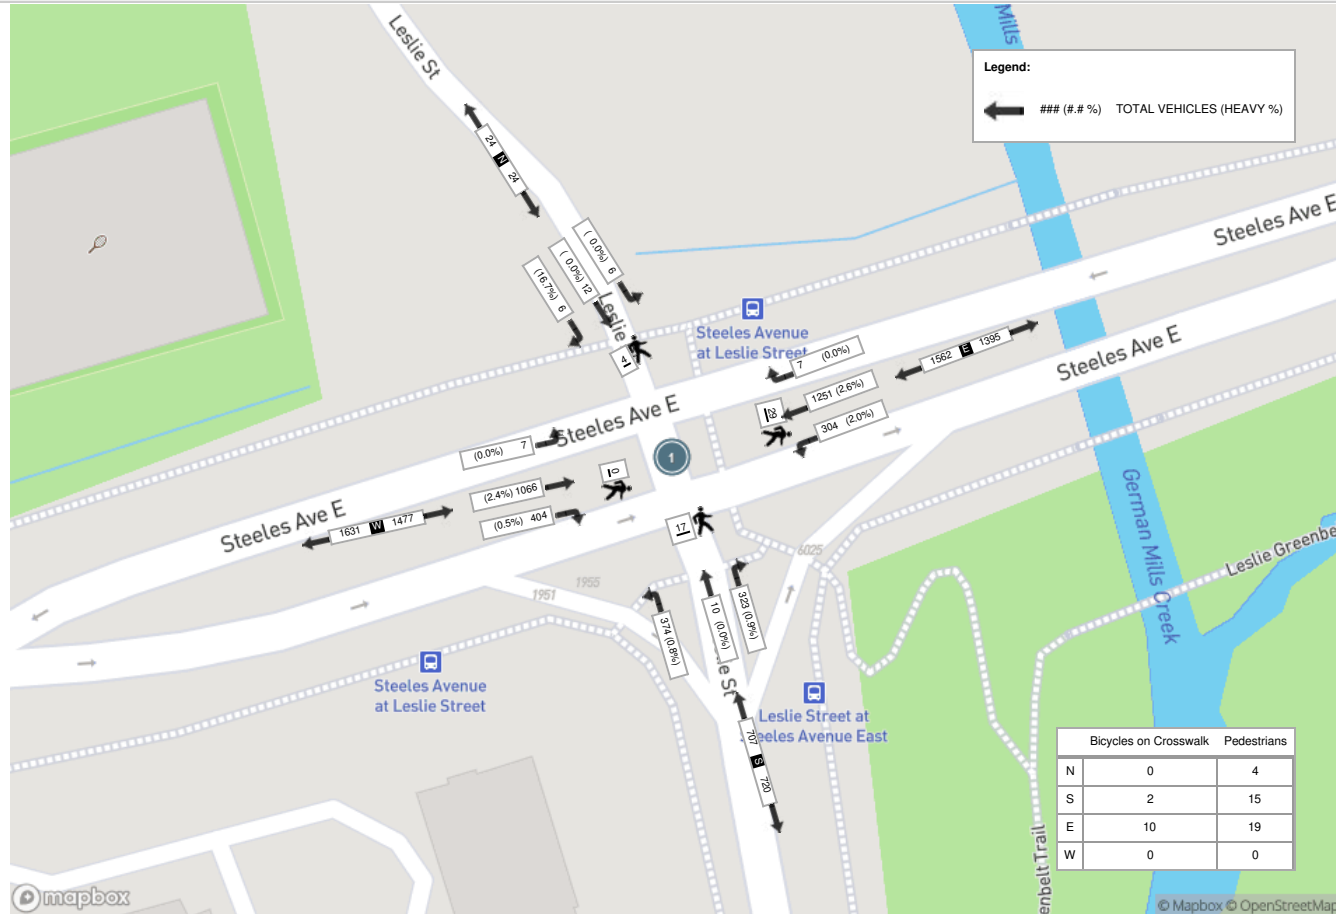 Leslie St
Mills
Legend:
### (#.# %) TOTAL VEHICLES (HEAVY %)
24 N 24
( 0.0%) 6
( 0.0%) 12
(16.7%) 6
Leslie
4
Steeles Ave E
Steeles Avenue
at Leslie Street
7 (0.0%)
1562 E 1395
1251 (2.6%)
29
304 (2.0%)
Steeles Ave E
Steeles Ave E
(0.0%) 7
1
0
(2.4%) 1066
(0.5%) 404
1631 W 1477
Steeles Ave E
17
6025
1955
1951
10 (0.0%)
323 (0.9%)
374 (0.8%)
German Mills Creek
Leslie Greenbe
Steeles Avenue
at Leslie Street
e St
Leslie Street at
eeles Avenue East
707 S 720
Bicycles on Crosswalk Pedestrians
N 0 4
S 2 15
E 10 19
W 0 0
enbelt Trail
mapbox
© Mapbox © OpenStreetMap